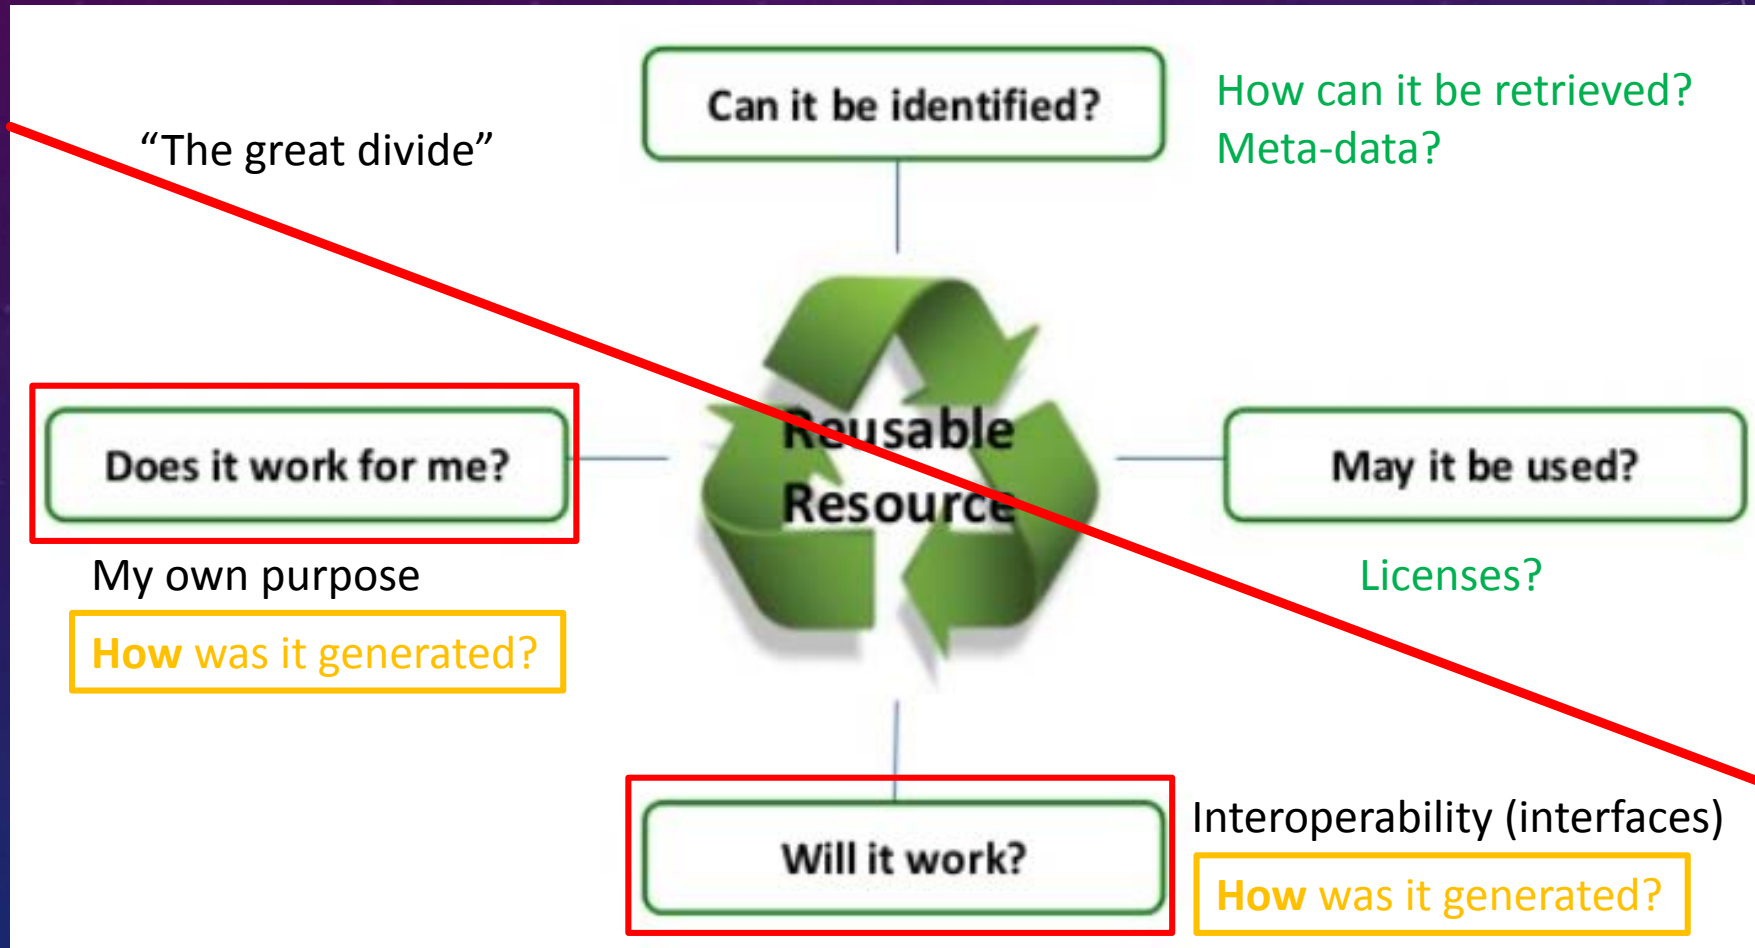 Can it be identified?
How can it be retrieved?
Meta-data?
“The great divide”
Reusable
Resource
Does it work for me?
May it be used?
My own purpose
Licenses?
How was it generated?
Interoperability (interfaces)
Will it work?
How was it generated?